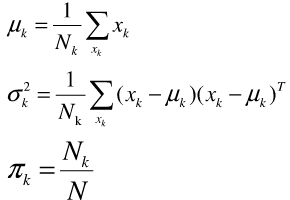 μ_k = \frac{1}{N_k} \sum_{x_k} x_k
σ_k^2 = \frac{1}{N_k} \sum_{x_k} (x_k − μ_k)(x_k − μ_k)^T
π_k = \frac{N_k}{N}